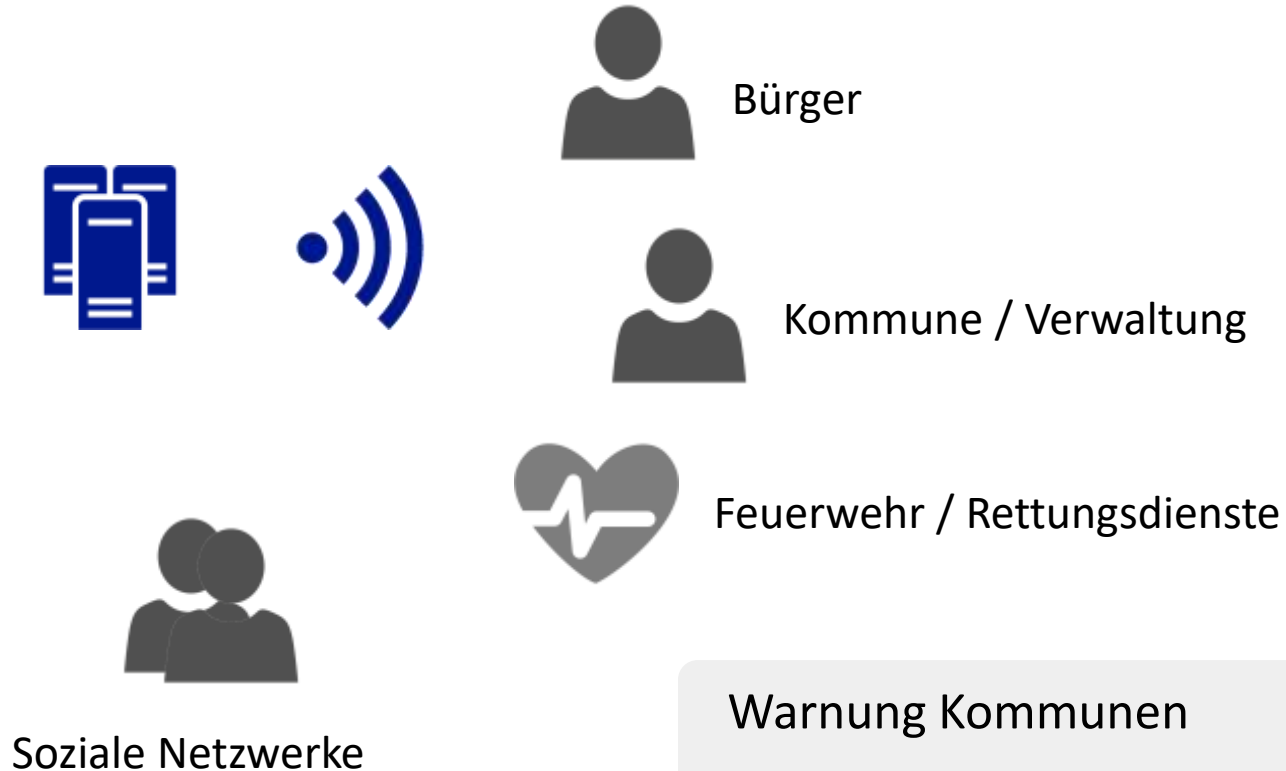 Bürger
Kommune / Verwaltung
Feuerwehr / Rettungsdienste
Warnung Kommunen
Soziale Netzwerke